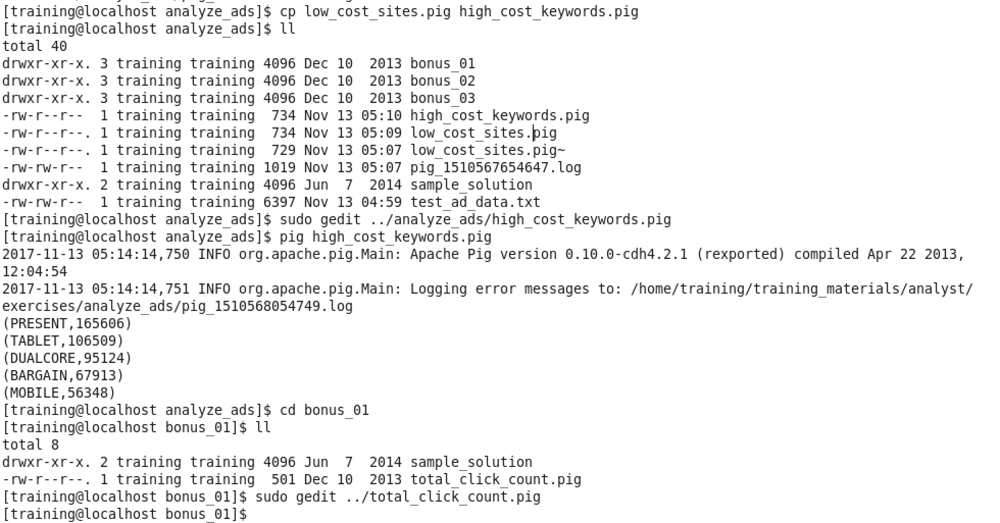 [training@localhost analyze_ads]$ cp low_cost_sites.pig high_cost_keywords.pig
[training@localhost analyze_ads]$ ll
total 40
drwxr-xr-x. 3 training training 4096 Dec 10  2013 bonus_01
drwxr-xr-x. 3 training training 4096 Dec 10  2013 bonus_02
drwxr-xr-x. 3 training training 4096 Dec 10  2013 bonus_03
-rw-r--r--  1 training training  734 Nov 13 05:10 high_cost_keywords.pig
-rw-r--r--. 1 training training  734 Nov 13 05:09 low_cost_sites.pig
-rw-r--r--. 1 training training  729 Nov 13 05:07 low_cost_sites.pig~
-rw-rw-r--  1 training training 1019 Nov 13 05:07 pig_1510567654647.log
drwxr-xr-x. 2 training training 4096 Jun  7  2014 sample_solution
-rw-rw-r--  1 training training 6397 Nov 13 04:59 test_ad_data.txt
[training@localhost analyze_ads]$ sudo gedit ../analyze_ads/high_cost_keywords.pig
[training@localhost analyze_ads]$ pig high_cost_keywords.pig
2017-11-13 05:14:14,750 INFO org.apache.pig.Main: Apache Pig version 0.10.0-cdh4.2.1 (rexported) compiled Apr 22 2013,
12:04:54
2017-11-13 05:14:14,751 INFO org.apache.pig.Main: Logging error messages to: /home/training/training_materials/analyst/
exercises/analyze_ads/pig_1510568054749.log
(PRESENT,165606)
(TABLET,106509)
(DUALCORE,95124)
(BARGAIN,67913)
(MOBILE,56348)
[training@localhost analyze_ads]$ cd bonus_01
[training@localhost bonus_01]$ ll
total 8
drwxr-xr-x. 2 training training 4096 Jun  7  2014 sample_solution
-rw-r--r--. 1 training training  501 Dec 10  2013 total_click_count.pig
[training@localhost bonus_01]$ sudo gedit ../total_click_count.pig
[training@localhost bonus_01]$